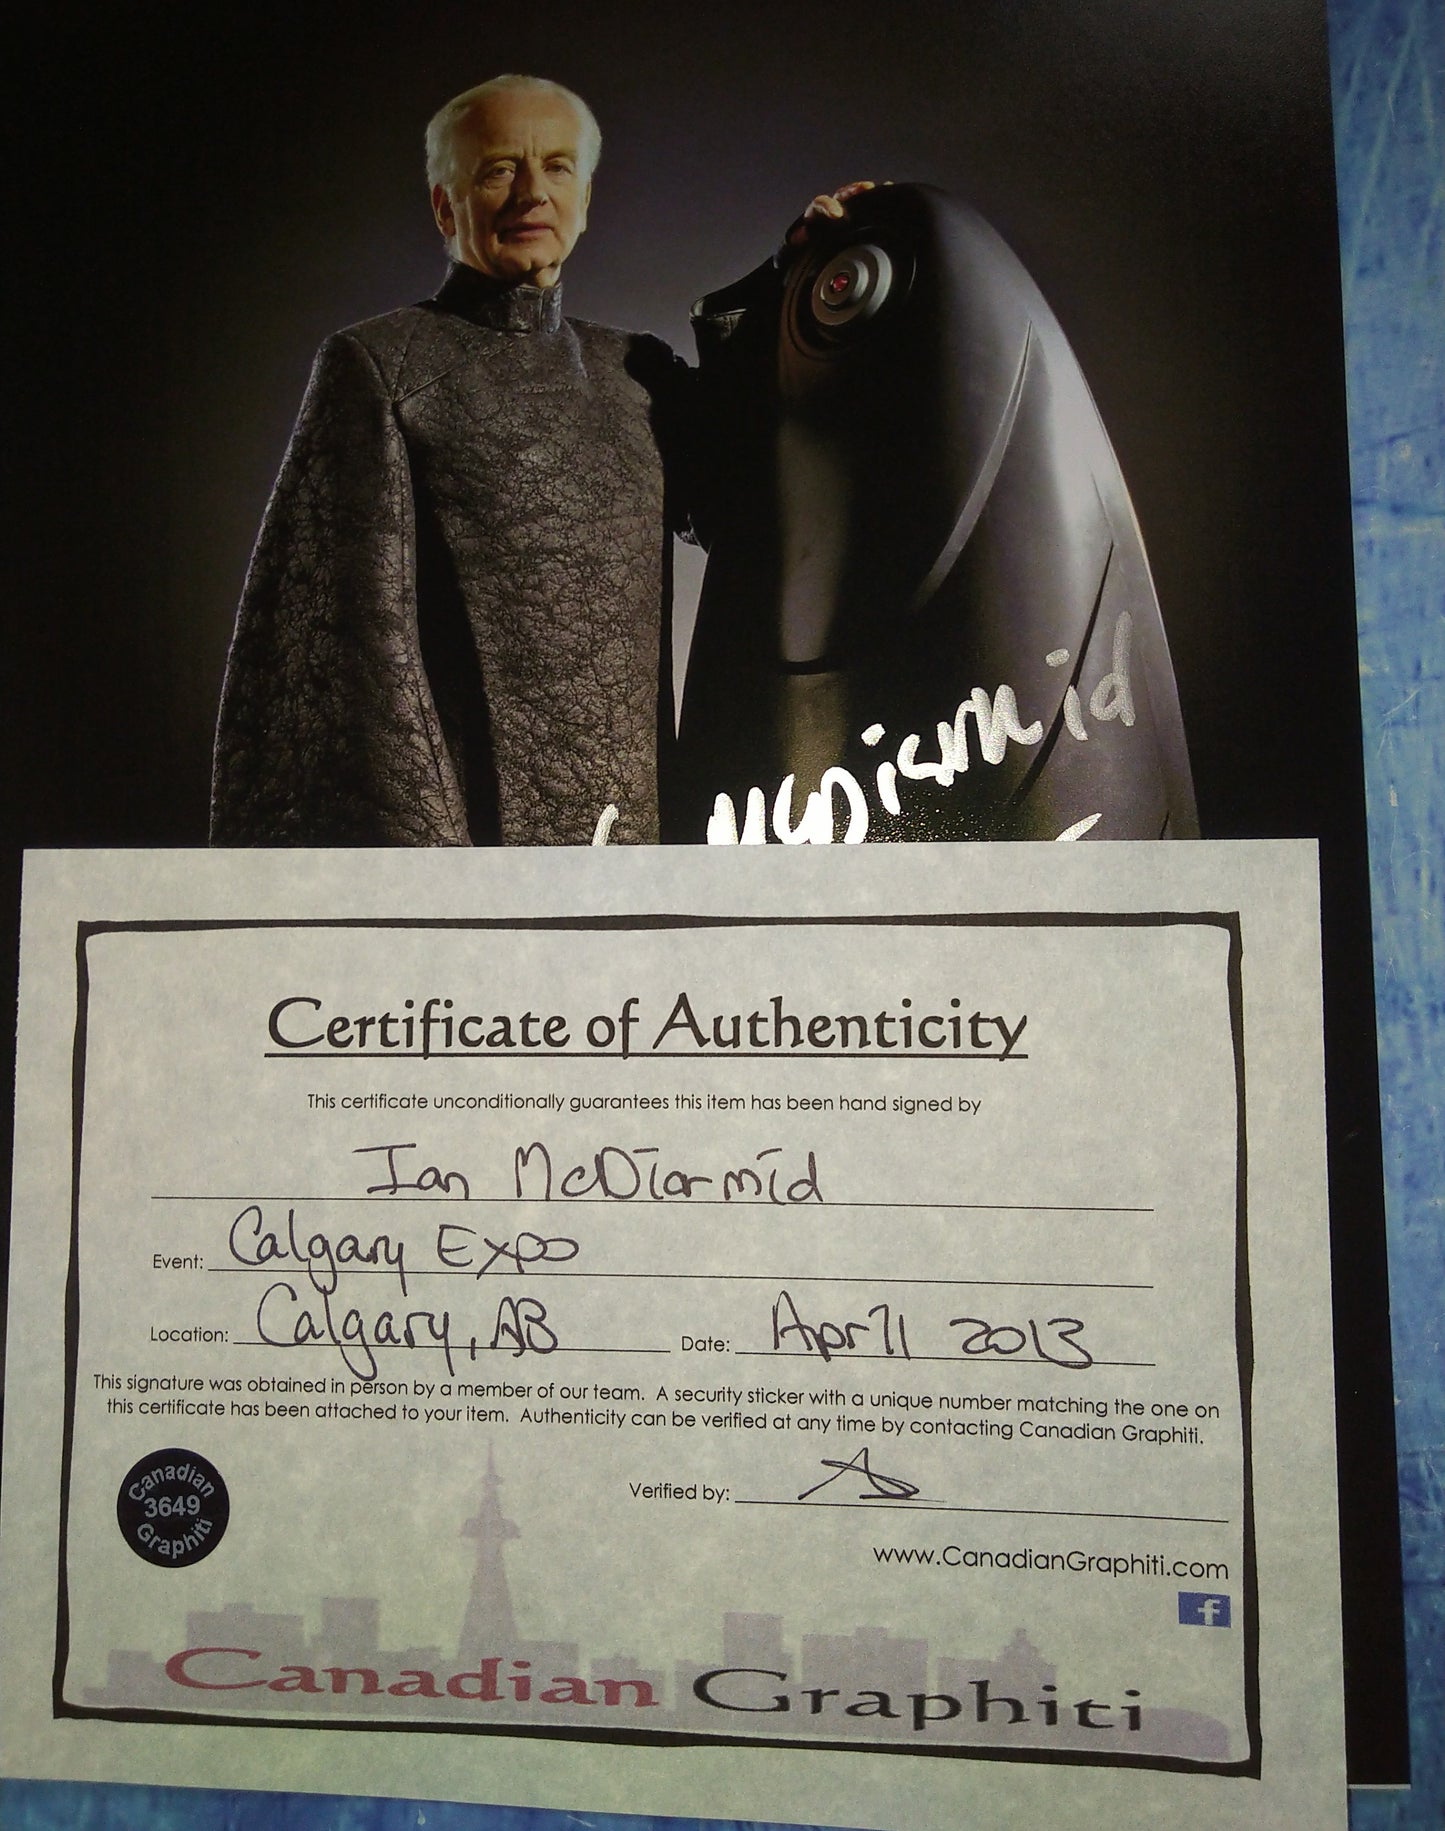 McDiarmid
Certificate of Authenticity
This certificate unconditionally guarantees this item has been hand signed by
Ian McDiarmid
Event: Calgary Expo
Location: Calgary, AB Date: April 2013
This signature was obtained in person by a member of our team. A security sticker with a unique number matching the one on
this certificate has been attached to your item. Authenticity can be verified at any time by contacting Canadian Graphiti.
Verified by:
Canadian
3649
Graphiti
www.CanadianGraphiti.com
f
Canadian Graphiti